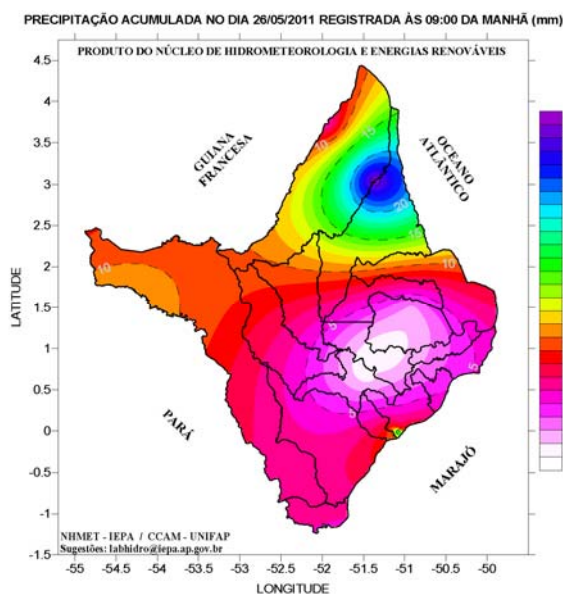 PRECIPITAÇÃO ACUMULADA NO DIA 26/05/2011 REGISTRADA ÀS 09:00 DA MANHÃ (mm)
PRODUTO DO NÚCLEO DE HIDROMETEOROLOGIA E ENERGIAS RENOVÁVEIS
GUIANA
FRANCESA
OCEANO
ATLÂNTICO
PARÁ
MARAJÓ
10
15
20
15
10
10
5
5
5
LATITUDE
4.5
4
3.5
3
2.5
2
1.5
1
0.5
0
-0.5
-1
-1.5
NHMET - IEPA / CCAM - UNIFAP
Sugestões: labhidro@iepa.ap.gov.br
-55 -54.5 -54 -53.5 -53 -52.5 -52 -51.5 -51 -50.5 -50 -49.5
LONGITUDE